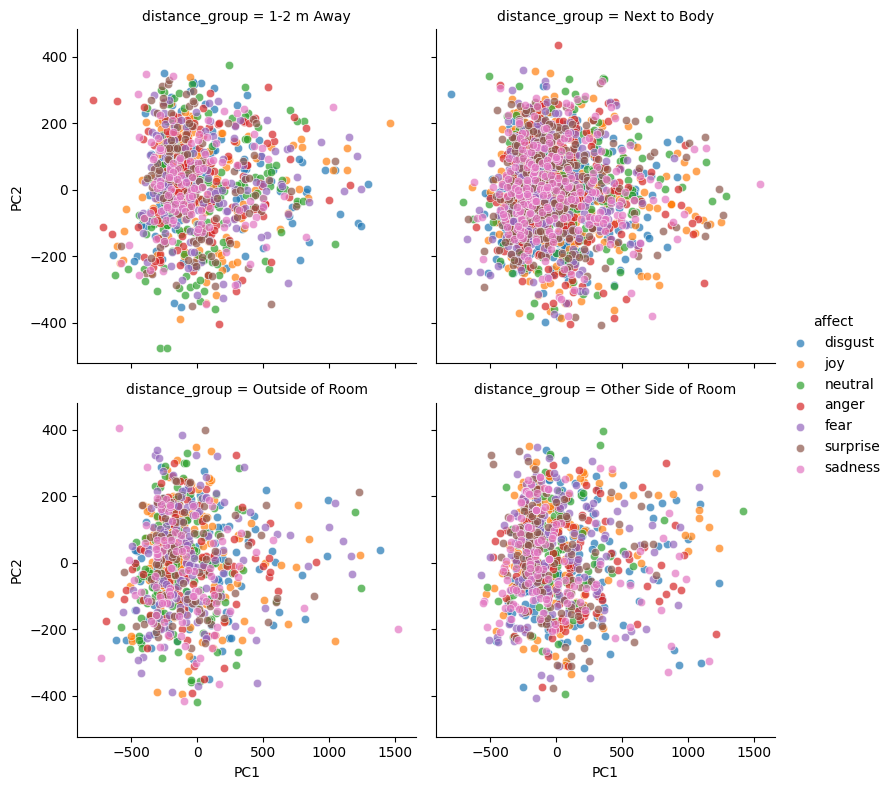 distance_group = 1-2 m Away
distance_group = Next to Body
400
200
0
−200
−400
PC2
distance_group = Outside of Room
distance_group = Other Side of Room
400
200
0
−200
−400
PC2
−500
0
500
1000
1500
−500
0
500
1000
1500
PC1
PC1
affect
disgust
joy
neutral
anger
fear
surprise
sadness